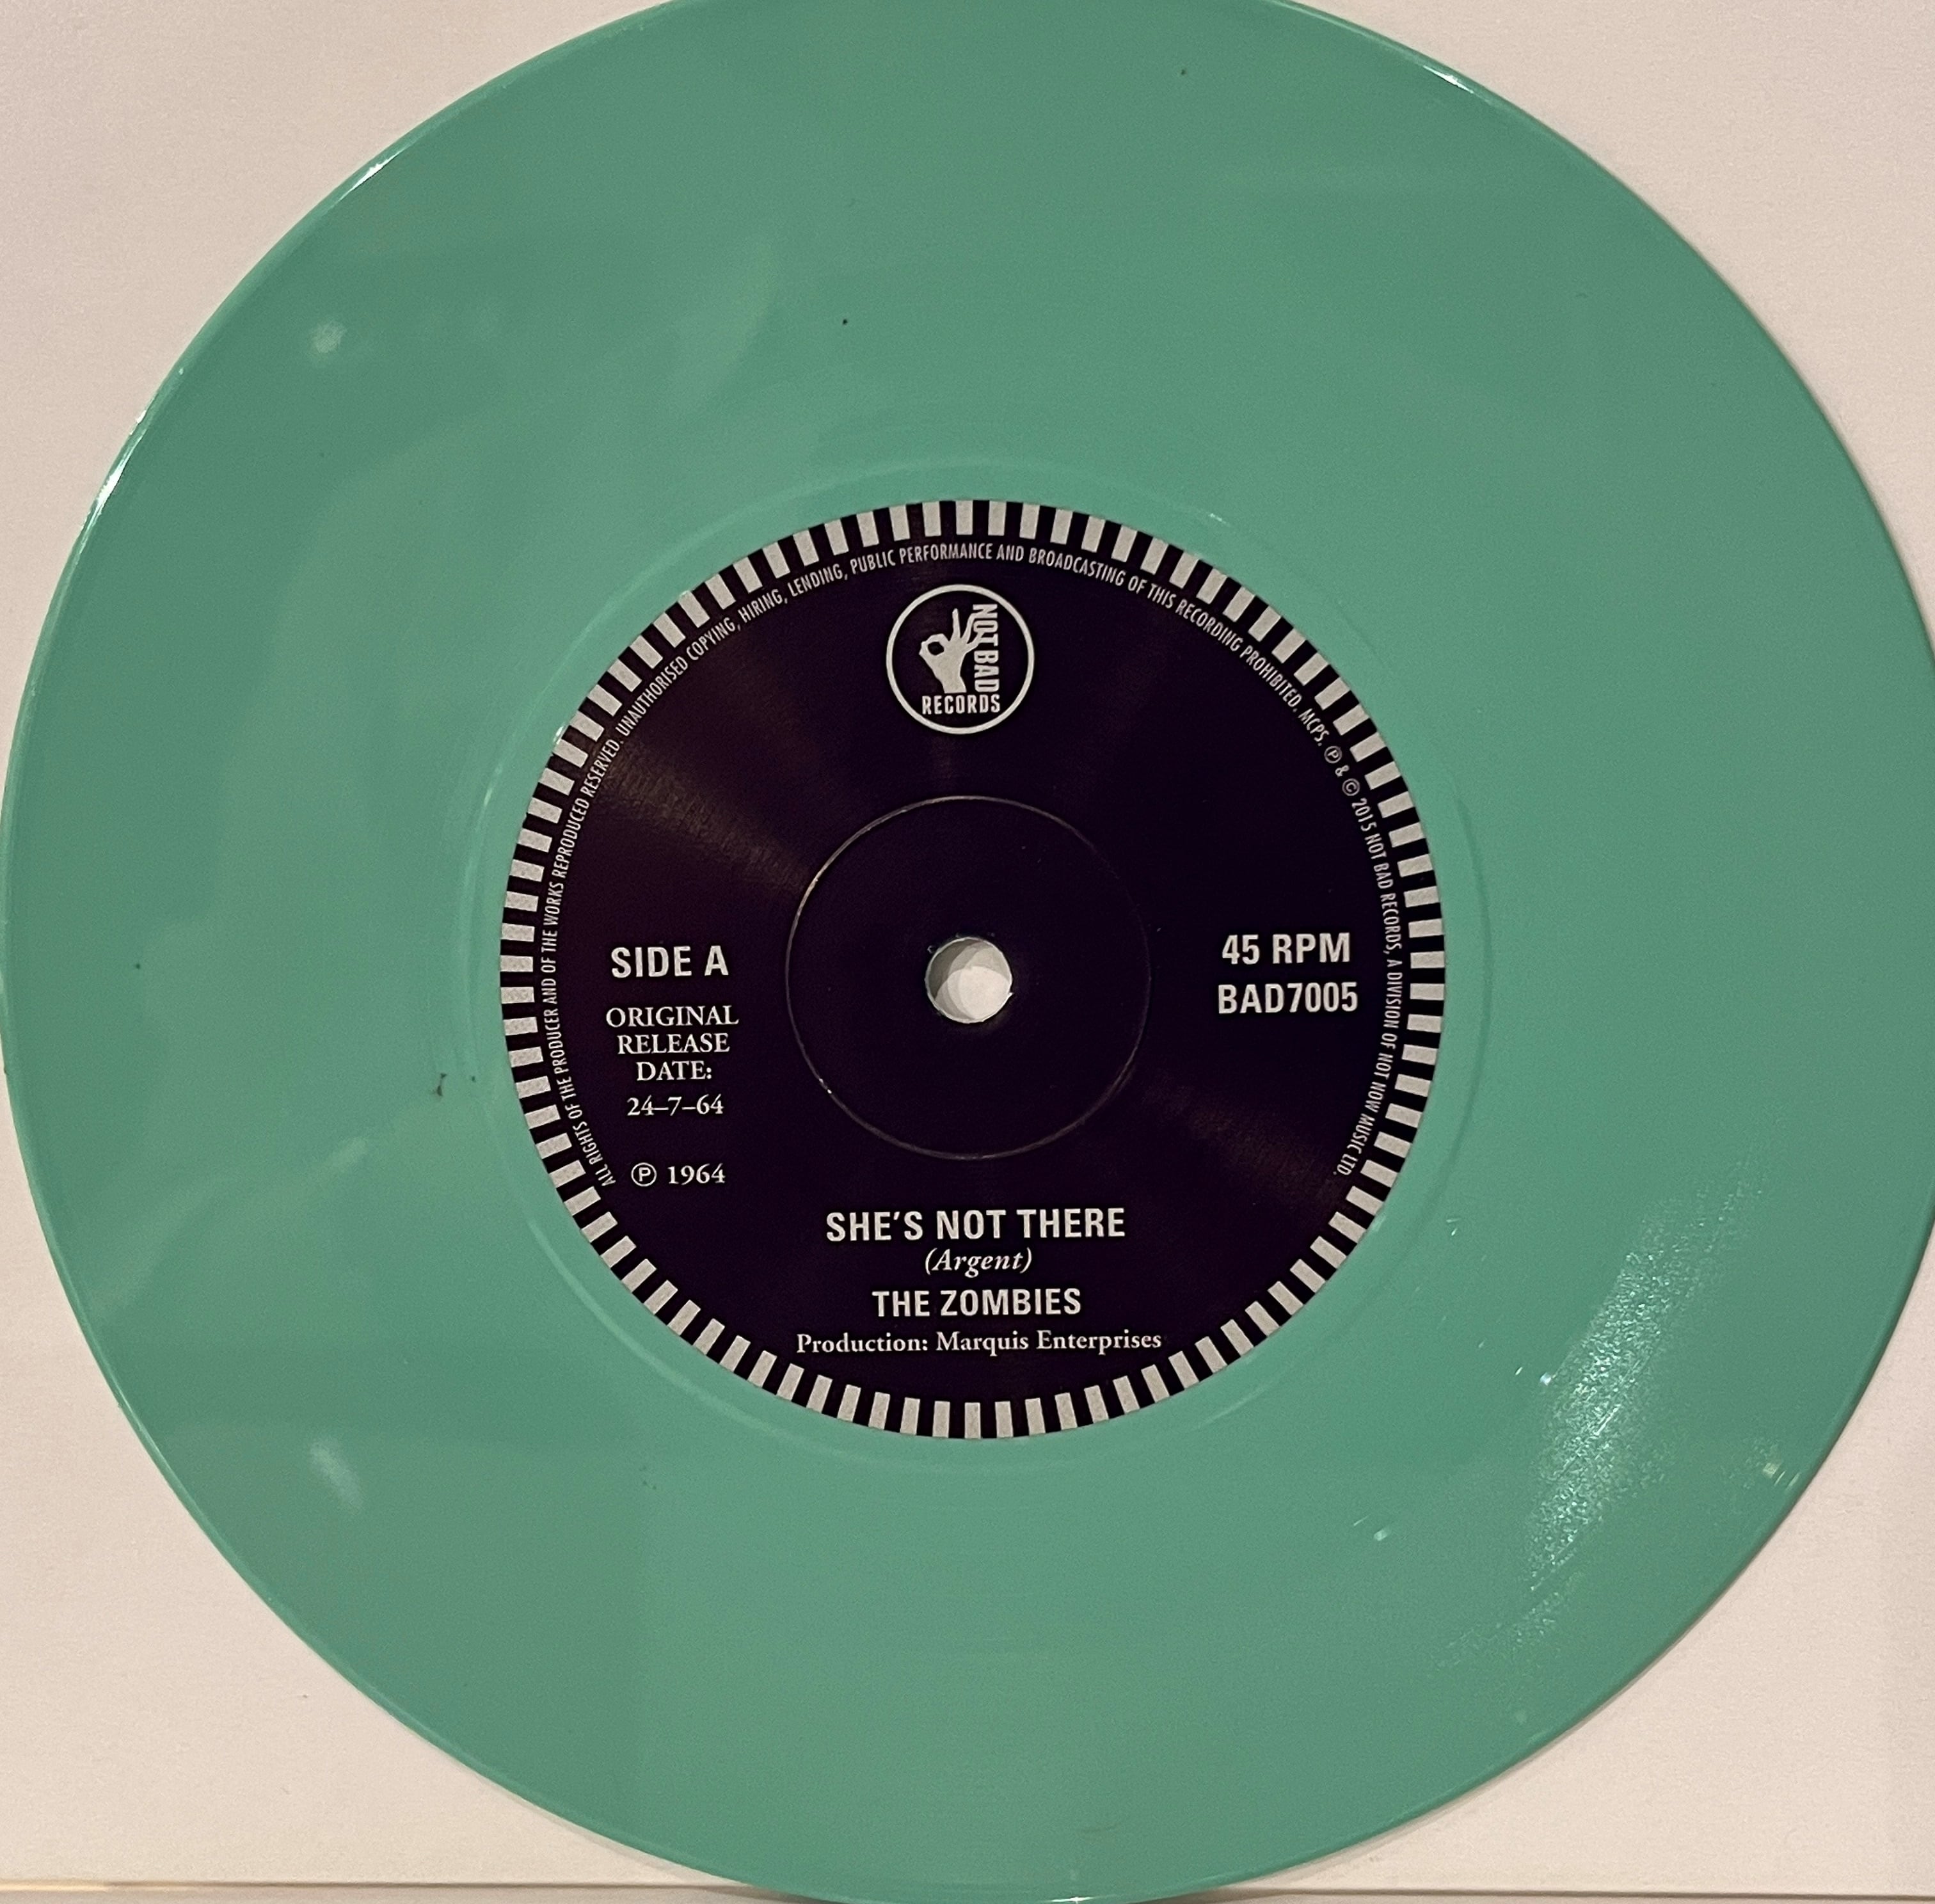 ALL RIGHTS OF THE PRODUCER AND OF THE WORKS REPRODUCED RESERVED. UNAUTHORISED COPYING, HIRING, LENDING, PUBLIC PERFORMANCE AND BROADCASTING OF THIS RECORDING PROHIBITED. MCPS. Ⓟ & © 2015 NOT BAD RECORDS, A DIVISION OF NOT NOW MUSIC LTD.
NOT BAD
RECORDS
SIDE A
ORIGINAL
RELEASE
DATE:
24–7–64
Ⓟ 1964
45 RPM
BAD7005
SHE'S NOT THERE
(Argent)
THE ZOMBIES
Production: Marquis Enterprises